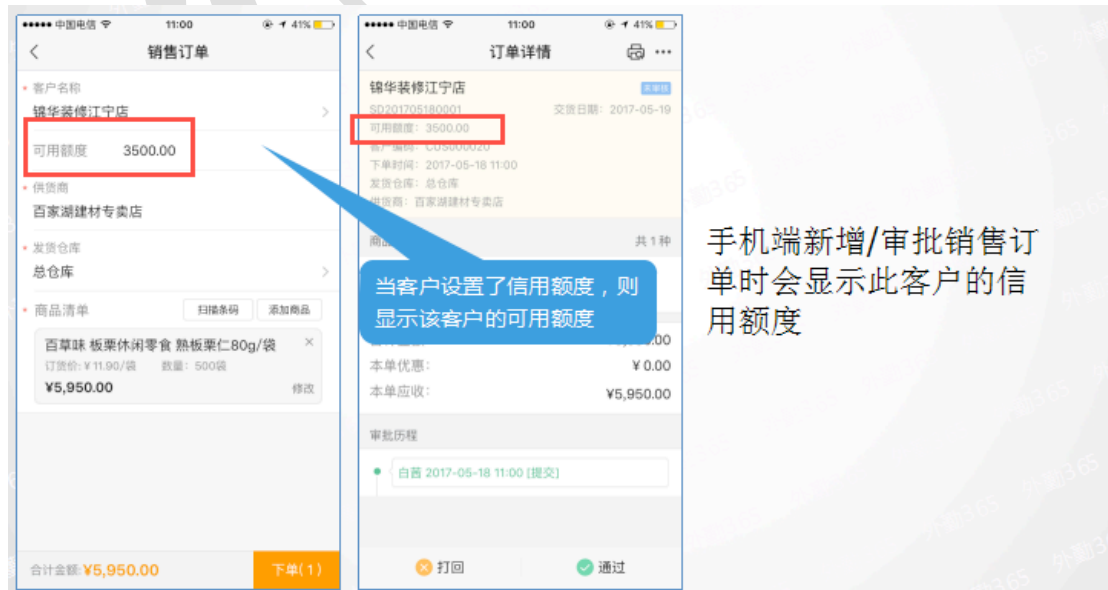 中国电信 11:00 41%
销售订单
* 客户名称
锦华装修江宁店
可用额度 3500.00
* 供货商
百家湖建材专卖店
* 发货仓库
总仓库
* 商品清单 扫描条码 添加商品
百草味 板栗休闲零食 熟板栗仁80g/袋 ×
订货价:¥11.90/袋 数量:500袋
¥5,950.00 修改
合计金额:¥5,950.00 下单(1)
中国电信 11:00 41%
订单详情
锦华装修江宁店 未审核
SD201705180001 交货日期:2017-05-19
可用额度:3500.00
客户编码:CUS000020
下单时间:2017-05-18 11:00
发货仓库:总仓库
供货商:百家湖建材专卖店
共1种
当客户设置了信用额度,则
显示该客户的可用额度
本单优惠: ¥0.00
本单应收: ¥5,950.00
审批历程
白茜 2017-05-18 11:00 [提交]
打回 通过
手机端新增/审批销售订
单时会显示此客户的信
用额度
外勤365